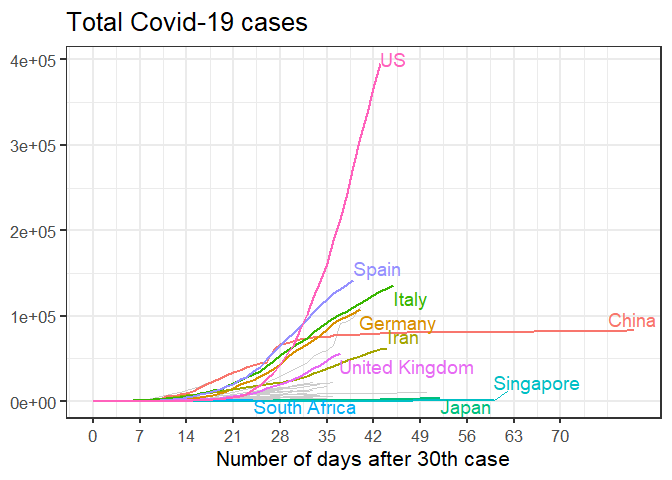 Total Covid-19 cases
4e+05
3e+05
2e+05
1e+05
0e+00
US
Spain
Italy
Germany
Iran
China
United Kingdom
Singapore
South Africa
Japan
0 7 14 21 28 35 42 49 56 63 70
Number of days after 30th case